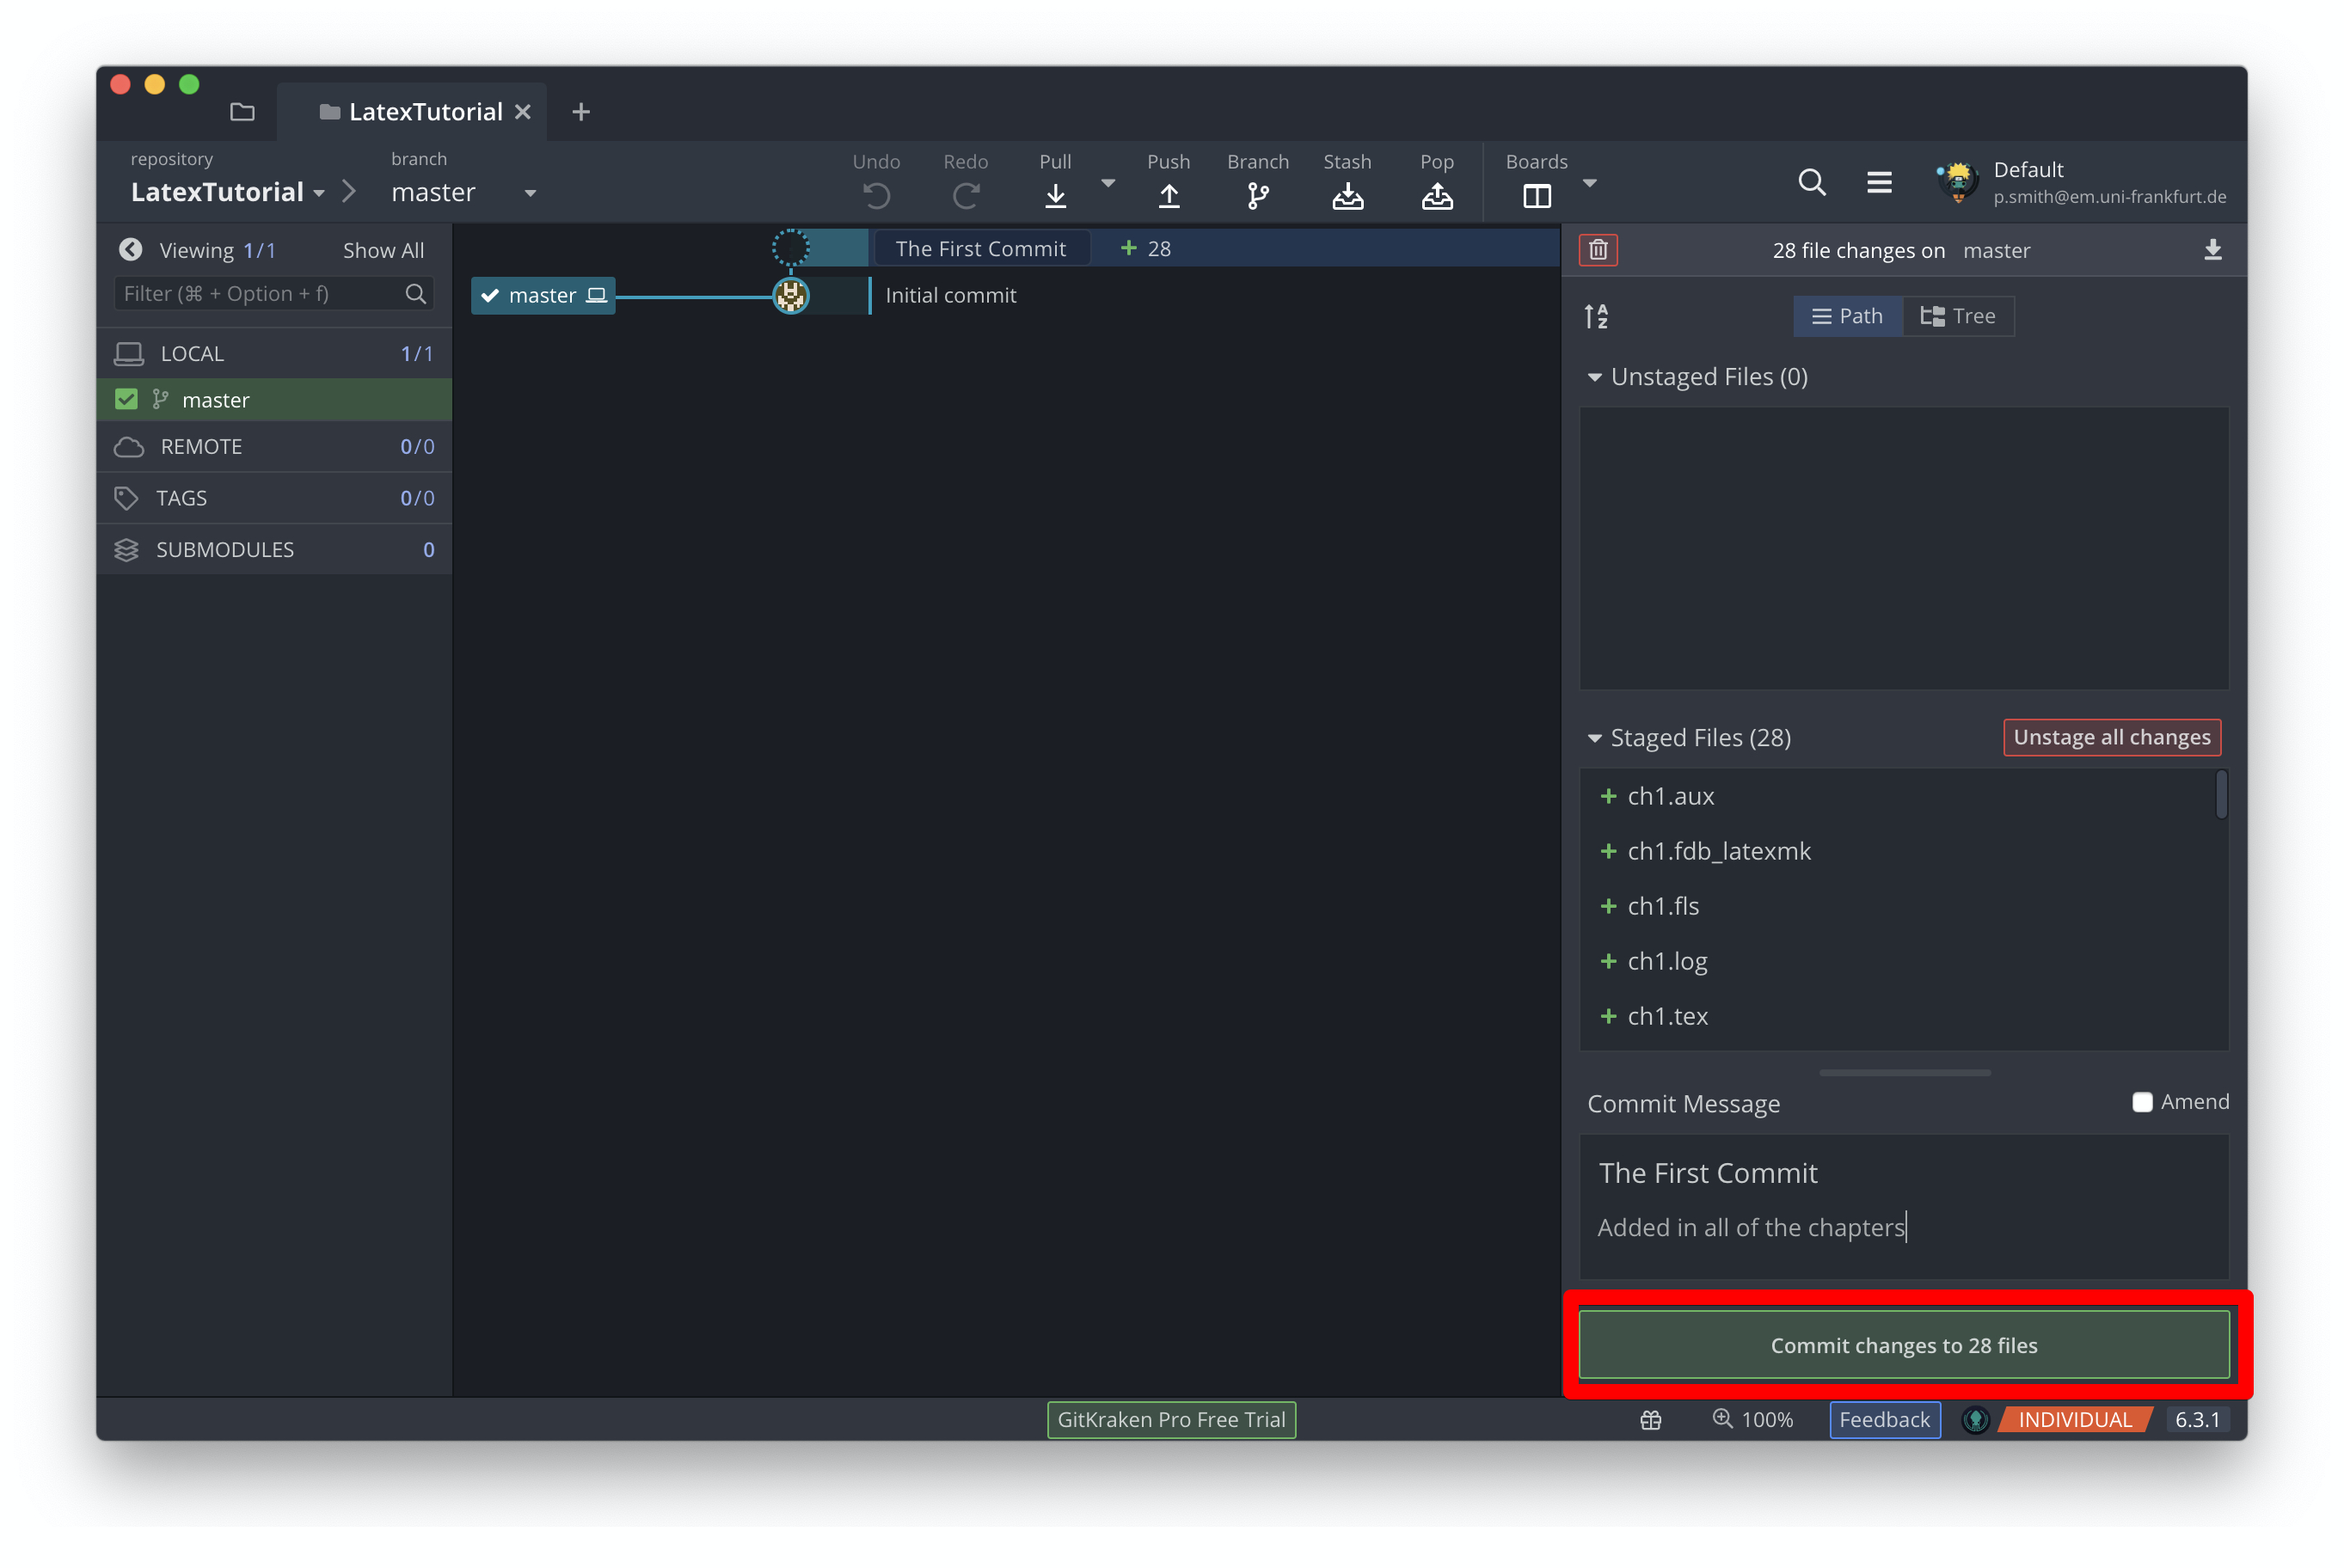 LatexTutorial
repository
LatexTutorial
branch
master
Undo
Redo
Pull
Push
Branch
Stash
Pop
Boards
Default
p.smith@em.uni-frankfurt.de
Viewing 1/1
Show All
Filter (⌘ + Option + f)
LOCAL
1/1
master
REMOTE
0/0
TAGS
0/0
SUBMODULES
0
The First Commit
+ 28
master
Initial commit
28 file changes on master
A
Z
Path
Tree
Unstaged Files (0)
Staged Files (28)
Unstage all changes
+ ch1.aux
+ ch1.fdb_latexmk
+ ch1.fls
+ ch1.log
+ ch1.tex
Commit Message
Amend
The First Commit
Added in all of the chapters
Commit changes to 28 files
GitKraken Pro Free Trial
100%
Feedback
INDIVIDUAL
6.3.1